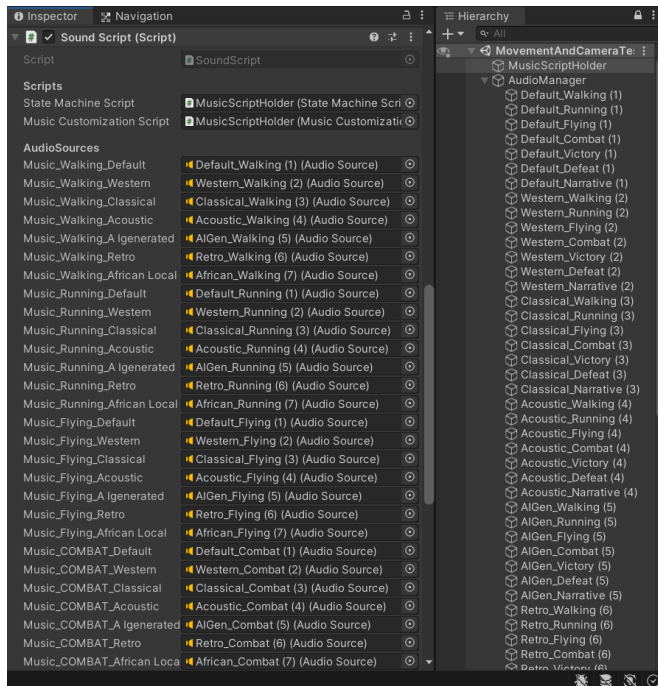 Inspector
Navigation
Sound Script (Script)
Script SoundScript
Scripts
State Machine Script MusicScriptHolder (State Machine Scri
Music Customization Script MusicScriptHolder (Music Customizati
AudioSources
Music_Walking_Default Default_Walking (1) (Audio Source)
Music_Walking_Western Western_Walking (2) (Audio Source)
Music_Walking_Classical Classical_Walking (3) (Audio Source)
Music_Walking_Acoustic Acoustic_Walking (4) (Audio Source)
Music_Walking_A Igenerated AIGen_Walking (5) (Audio Source)
Music_Walking_Retro Retro_Walking (6) (Audio Source)
Music_Walking_African Local African_Walking (7) (Audio Source)
Music_Running_Default Default_Running (1) (Audio Source)
Music_Running_Western Western_Running (2) (Audio Source)
Music_Running_Classical Classical_Running (3) (Audio Source)
Music_Running_Acoustic Acoustic_Running (4) (Audio Source)
Music_Running_A Igenerated AIGen_Running (5) (Audio Source)
Music_Running_Retro Retro_Running (6) (Audio Source)
Music_Running_African Local African_Running (7) (Audio Source)
Music_Flying_Default Default_Flying (1) (Audio Source)
Music_Flying_Western Western_Flying (2) (Audio Source)
Music_Flying_Classical Classical_Flying (3) (Audio Source)
Music_Flying_Acoustic Acoustic_Flying (4) (Audio Source)
Music_Flying_A Igenerated AIGen_Flying (5) (Audio Source)
Music_Flying_Retro Retro_Flying (6) (Audio Source)
Music_Flying_African Local African_Flying (7) (Audio Source)
Music_COMBAT_Default Default_Combat (1) (Audio Source)
Music_COMBAT_Western Western_Combat (2) (Audio Source)
Music_COMBAT_Classical Classical_Combat (3) (Audio Source)
Music_COMBAT_Acoustic Acoustic_Combat (4) (Audio Source)
Music_COMBAT_A Igenerated AIGen_Combat (5) (Audio Source)
Music_COMBAT_Retro Retro_Combat (6) (Audio Source)
Music_COMBAT_African Loca African_Combat (7) (Audio Source)
Hierarchy
All
MovementAndCameraTe
MusicScriptHolder
AudioManager
Default_Walking (1)
Default_Running (1)
Default_Flying (1)
Default_Combat (1)
Default_Victory (1)
Default_Defeat (1)
Default_Narrative (1)
Western_Walking (2)
Western_Running (2)
Western_Flying (2)
Western_Combat (2)
Western_Victory (2)
Western_Defeat (2)
Western_Narrative (2)
Classical_Walking (3)
Classical_Running (3)
Classical_Flying (3)
Classical_Combat (3)
Classical_Victory (3)
Classical_Defeat (3)
Classical_Narrative (3)
Acoustic_Walking (4)
Acoustic_Running (4)
Acoustic_Flying (4)
Acoustic_Combat (4)
Acoustic_Victory (4)
Acoustic_Defeat (4)
Acoustic_Narrative (4)
AIGen_Walking (5)
AIGen_Running (5)
AIGen_Flying (5)
AIGen_Combat (5)
AIGen_Victory (5)
AIGen_Defeat (5)
AIGen_Narrative (5)
Retro_Walking (6)
Retro_Running (6)
Retro_Flying (6)
Retro_Combat (6)
Retro_Victory (6)